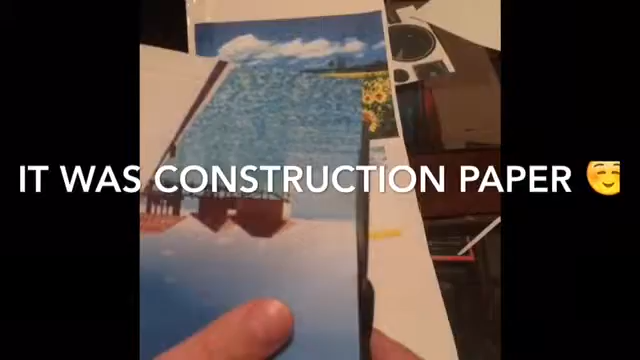 IT WAS CONSTRUCTION PAPER ☺️